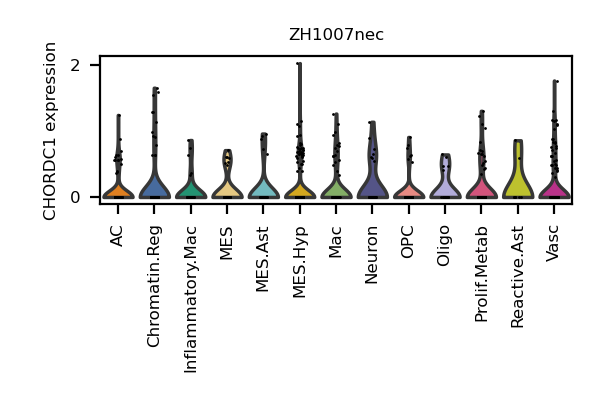 ZH1007nec
CHORDC1 expression
2
0
AC
Chromatin.Reg
Inflammatory.Mac
MES
MES.Ast
MES.Hyp
Mac
Neuron
OPC
Oligo
Prolif.Metab
Reactive.Ast
Vasc